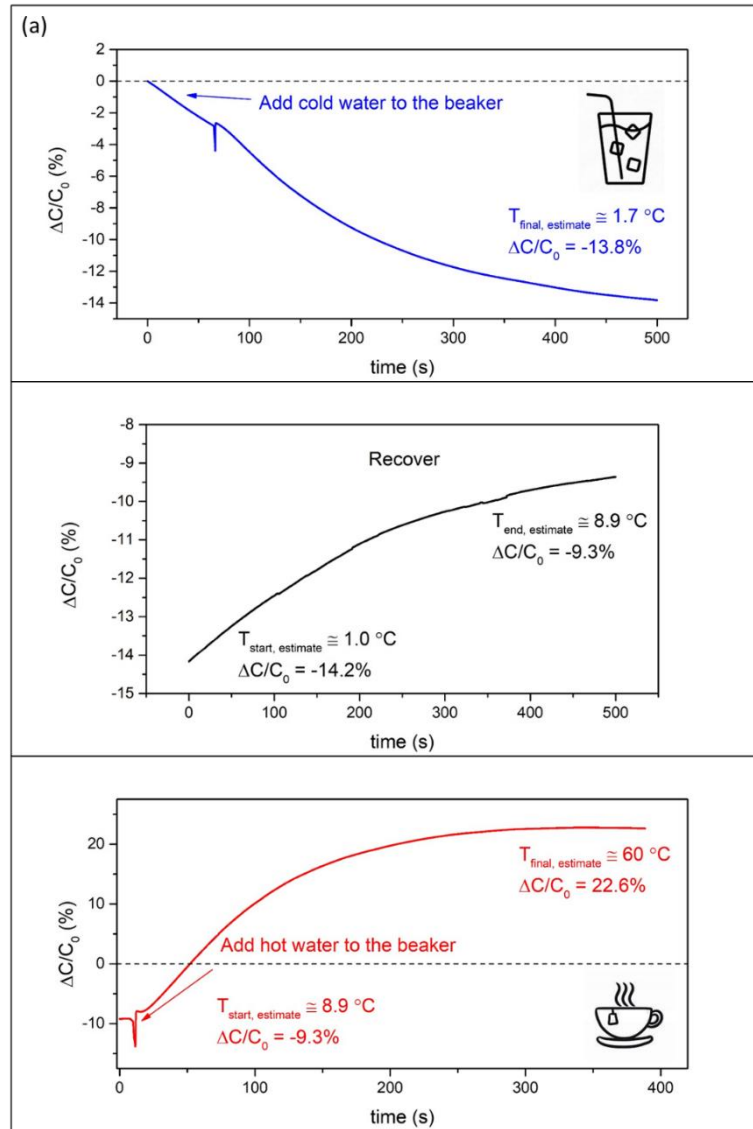 (a)
2
0
-2
-4
-6
-8
-10
-12
-14
ΔC/C₀ (%)
Add cold water to the beaker
T_final, estimate ≅ 1.7 °C
ΔC/C₀ = -13.8%
0 100 200 300 400 500
time (s)
-8
-9
-10
-11
-12
-13
-14
-15
ΔC/C₀ (%)
Recover
T_end, estimate ≅ 8.9 °C
ΔC/C₀ = -9.3%
T_start, estimate ≅ 1.0 °C
ΔC/C₀ = -14.2%
0 100 200 300 400 500
time (s)
20
10
0
-10
ΔC/C₀ (%)
T_final, estimate ≅ 60 °C
ΔC/C₀ = 22.6%
Add hot water to the beaker
T_start, estimate ≅ 8.9 °C
ΔC/C₀ = -9.3%
0 100 200 300 400
time (s)